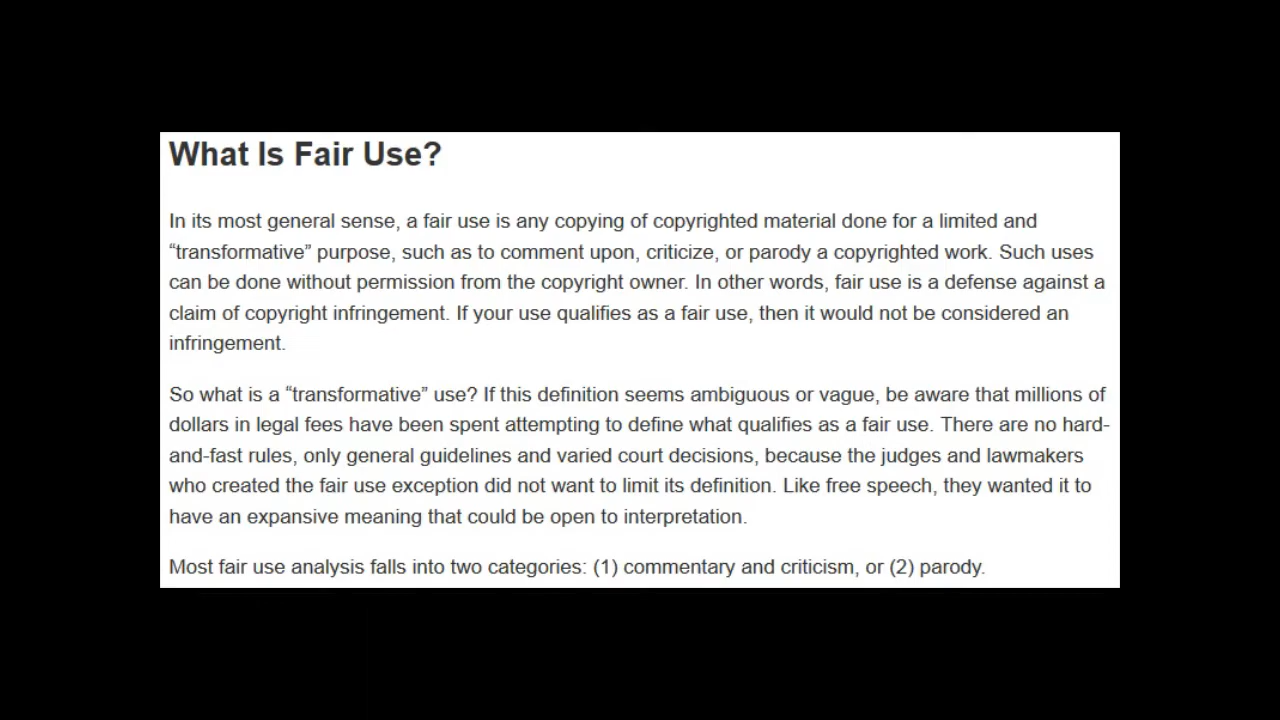 What Is Fair Use?
In its most general sense, a fair use is any copying of copyrighted material done for a limited and
“transformative” purpose, such as to comment upon, criticize, or parody a copyrighted work. Such uses
can be done without permission from the copyright owner. In other words, fair use is a defense against a
claim of copyright infringement. If your use qualifies as a fair use, then it would not be considered an
infringement.
So what is a “transformative” use? If this definition seems ambiguous or vague, be aware that millions of
dollars in legal fees have been spent attempting to define what qualifies as a fair use. There are no hard-
and-fast rules, only general guidelines and varied court decisions, because the judges and lawmakers
who created the fair use exception did not want to limit its definition. Like free speech, they wanted it to
have an expansive meaning that could be open to interpretation.
Most fair use analysis falls into two categories: (1) commentary and criticism, or (2) parody.